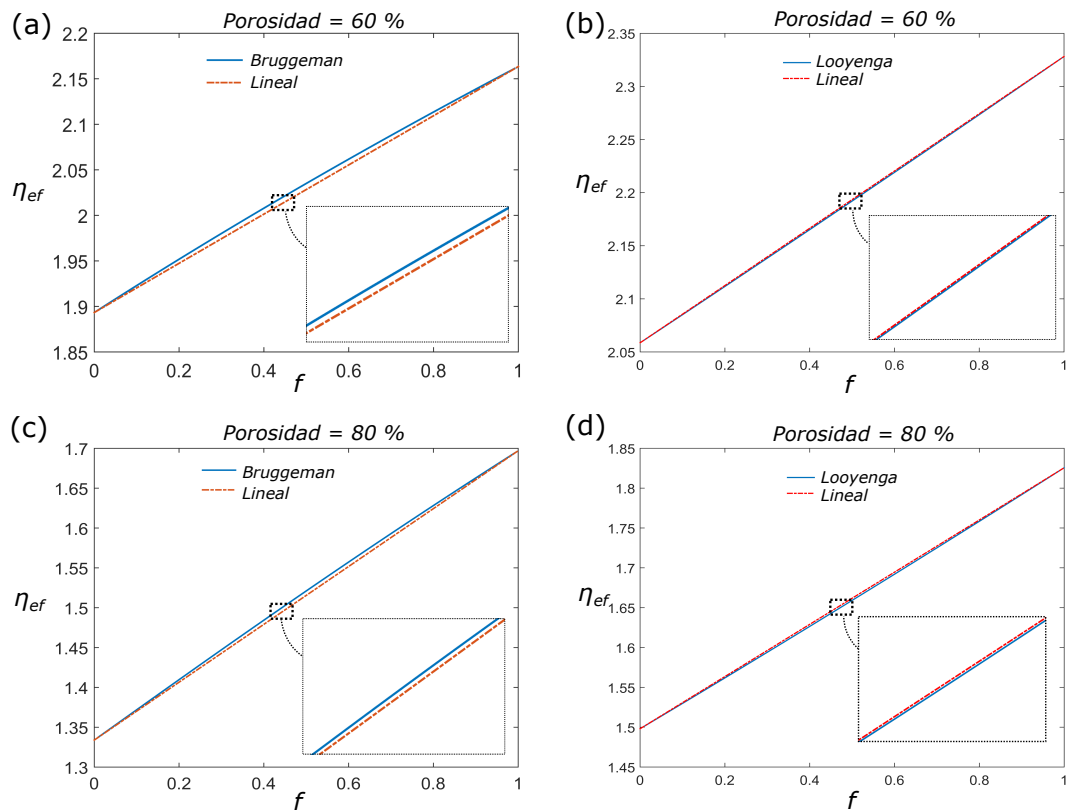 (a)
Porosidad = 60 %
2.2
2.15
2.1
2.05
2
1.95
1.9
1.85
η_ef
Bruggeman
Lineal
0
0.2
0.4
0.6
0.8
1
f
(b)
Porosidad = 60 %
2.35
2.3
2.25
2.2
2.15
2.1
2.05
η_ef
Looyenga
Lineal
0
0.2
0.4
0.6
0.8
1
f
(c)
Porosidad = 80 %
1.7
1.65
1.6
1.55
1.5
1.45
1.4
1.35
1.3
η_ef
Bruggeman
Lineal
0
0.2
0.4
0.6
0.8
1
f
(d)
Porosidad = 80 %
1.85
1.8
1.75
1.7
1.65
1.6
1.55
1.5
1.45
η_ef
Looyenga
Lineal
0
0.2
0.4
0.6
0.8
1
f